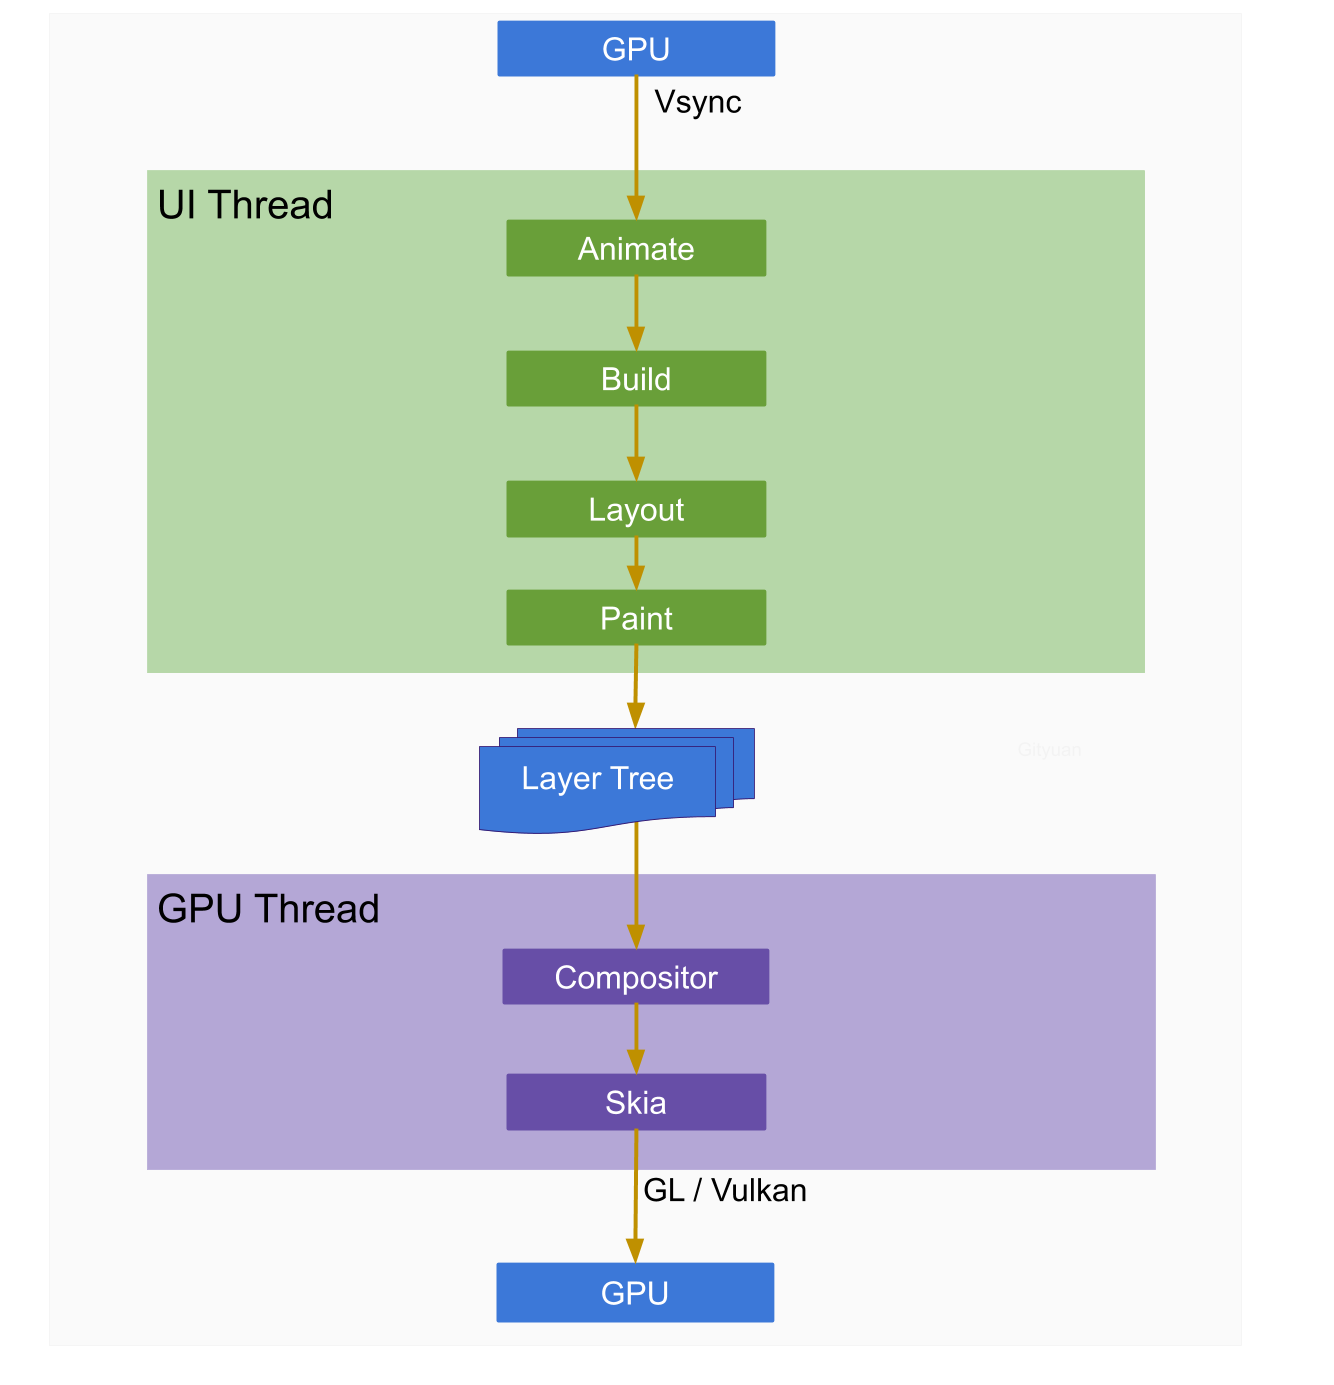 GPU
Vsync
UI Thread
Animate
Build
Layout
Paint
Layer Tree
Gityuan
GPU Thread
Compositor
Skia
GL / Vulkan
GPU